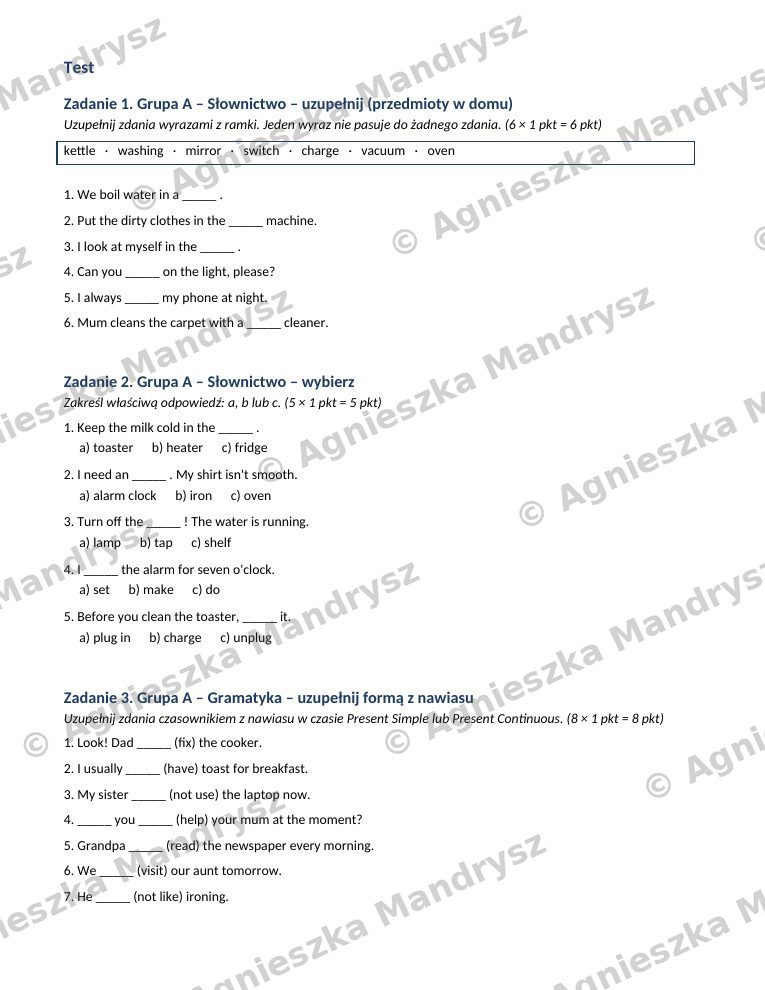 Test
Zadanie 1. Grupa A – Słownictwo – uzupełnij (przedmioty w domu)
Uzupełnij zdania wyrazami z ramki. Jeden wyraz nie pasuje do żadnego zdania. (6 × 1 pkt = 6 pkt)
kettle · washing · mirror · switch · charge · vacuum · oven
1. We boil water in a _____ .
2. Put the dirty clothes in the _____ machine.
3. I look at myself in the _____ .
4. Can you _____ on the light, please?
5. I always _____ my phone at night.
6. Mum cleans the carpet with a _____ cleaner.
Zadanie 2. Grupa A – Słownictwo – wybierz
Zakreśl właściwą odpowiedź: a, b lub c. (5 × 1 pkt = 5 pkt)
1. Keep the milk cold in the _____ .
a) toaster b) heater c) fridge
2. I need an _____ . My shirt isn't smooth.
a) alarm clock b) iron c) oven
3. Turn off the _____ ! The water is running.
a) lamp b) tap c) shelf
4. I _____ the alarm for seven o'clock.
a) set b) make c) do
5. Before you clean the toaster, _____ it.
a) plug in b) charge c) unplug
Zadanie 3. Grupa A – Gramatyka – uzupełnij formą z nawiasu
Uzupełnij zdania czasownikiem z nawiasu w czasie Present Simple lub Present Continuous. (8 × 1 pkt = 8 pkt)
1. Look! Dad _____ (fix) the cooker.
2. I usually _____ (have) toast for breakfast.
3. My sister _____ (not use) the laptop now.
4. _____ you _____ (help) your mum at the moment?
5. Grandpa _____ (read) the newspaper every morning.
6. We _____ (visit) our aunt tomorrow.
7. He _____ (not like) ironing.
© Agnieszka Mandrysz